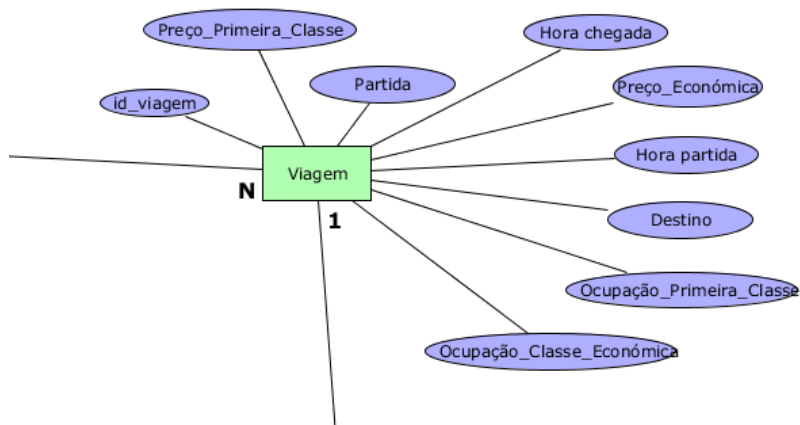 Preço_Primeira_Classe
Hora chegada
Partida
Preço_Económica
id_viagem
Hora partida
Viagem
N
1
Destino
Ocupação_Primeira_Classe
Ocupação_Classe_Económica